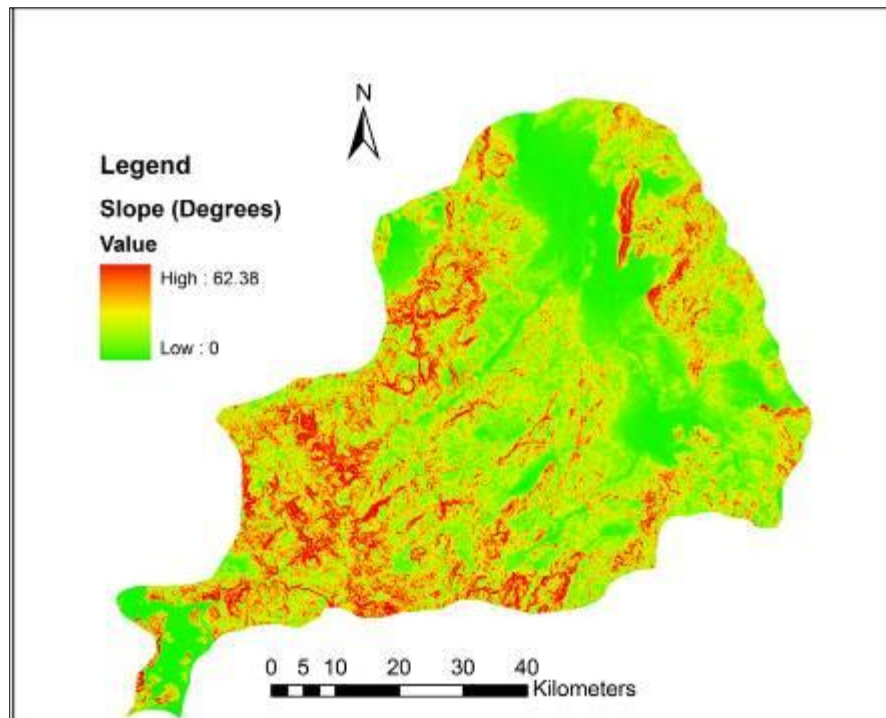 N
Legend
Slope (Degrees)
Value
High : 62.38
Low : 0
0 5 10 20 30 40
Kilometers